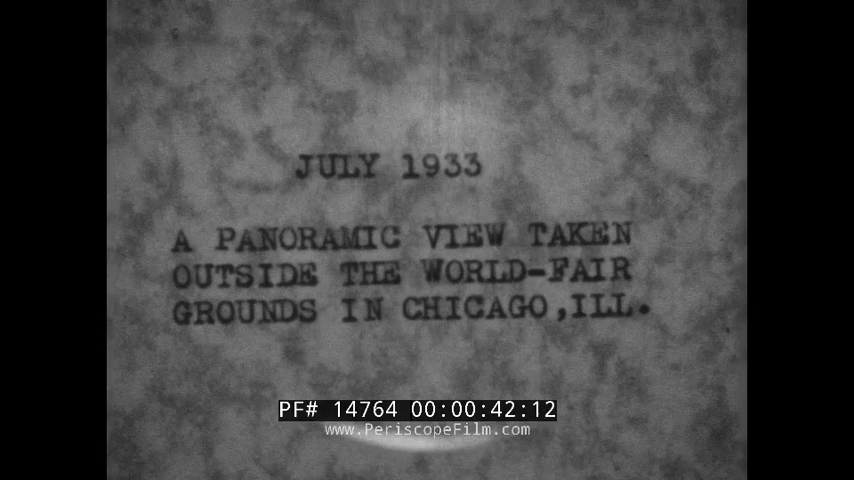 JULY 1933
A PANORAMIC VIEW TAKEN
OUTSIDE THE WORLD-FAIR
GROUNDS IN CHICAGO,ILL.
PF# 14764 00:00:42:12
www.PeriscopeFilm.com